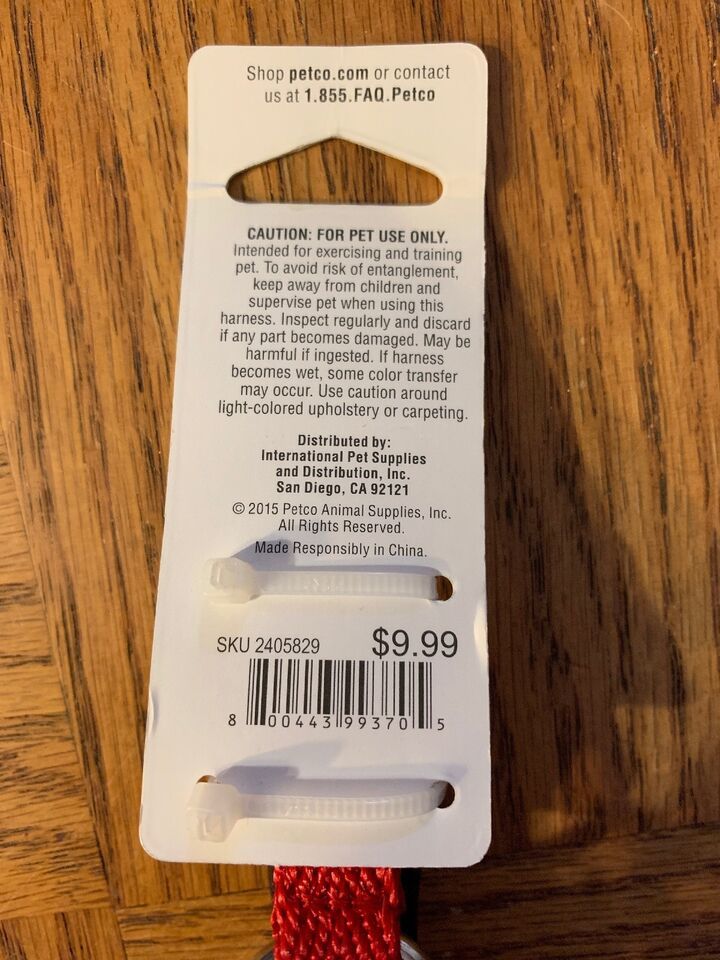 Shop petco.com or contact
us at 1.855.FAQ.Petco
CAUTION: FOR PET USE ONLY.
Intended for exercising and training
pet. To avoid risk of entanglement,
keep away from children and
supervise pet when using this
harness. Inspect regularly and discard
if any part becomes damaged. May be
harmful if ingested. If harness
becomes wet, some color transfer
may occur. Use caution around
light-colored upholstery or carpeting.
Distributed by:
International Pet Supplies
and Distribution, Inc.
San Diego, CA 92121
© 2015 Petco Animal Supplies, Inc.
All Rights Reserved.
Made Responsibly in China.
SKU 2405829 $9.99
8 00443 99370 5